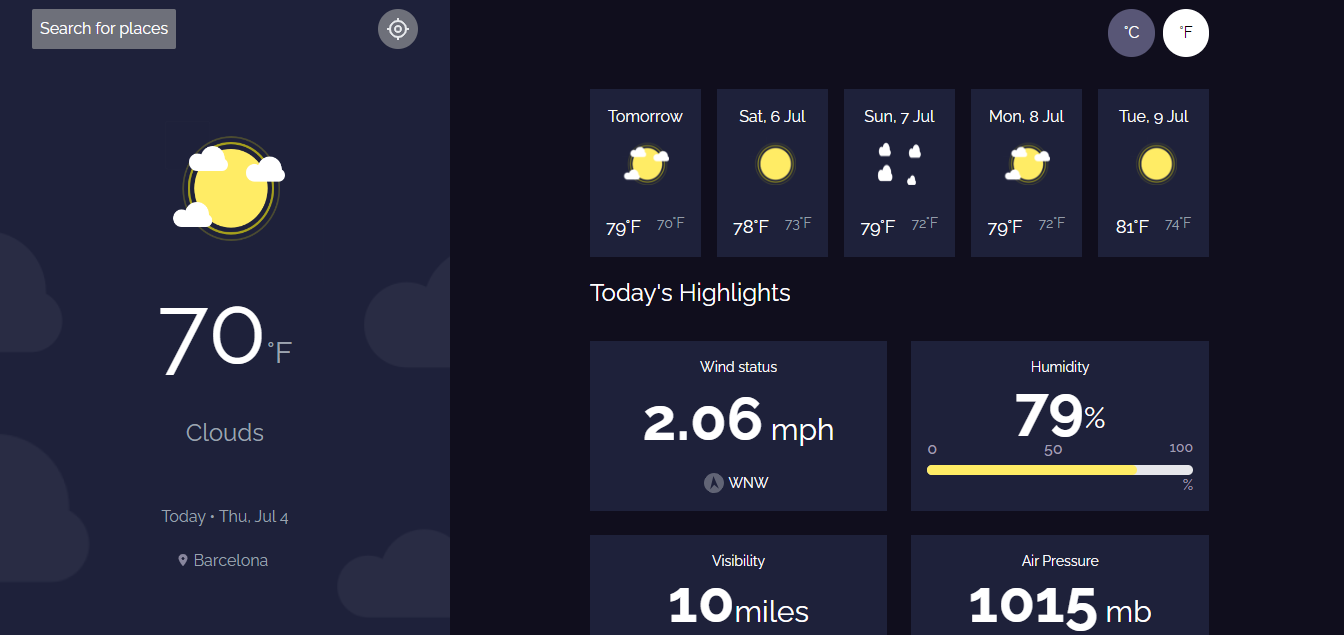 Search for places
70°F
Clouds
Today • Thu, Jul 4
Barcelona
°C °F
Tomorrow
79°F 70°F
Sat, 6 Jul
78°F 73°F
Sun, 7 Jul
79°F 72°F
Mon, 8 Jul
79°F 72°F
Tue, 9 Jul
81°F 74°F
Today's Highlights
Wind status
2.06 mph
WNW
Humidity
79%
0 50 100
%
Visibility
10miles
Air Pressure
1015 mb